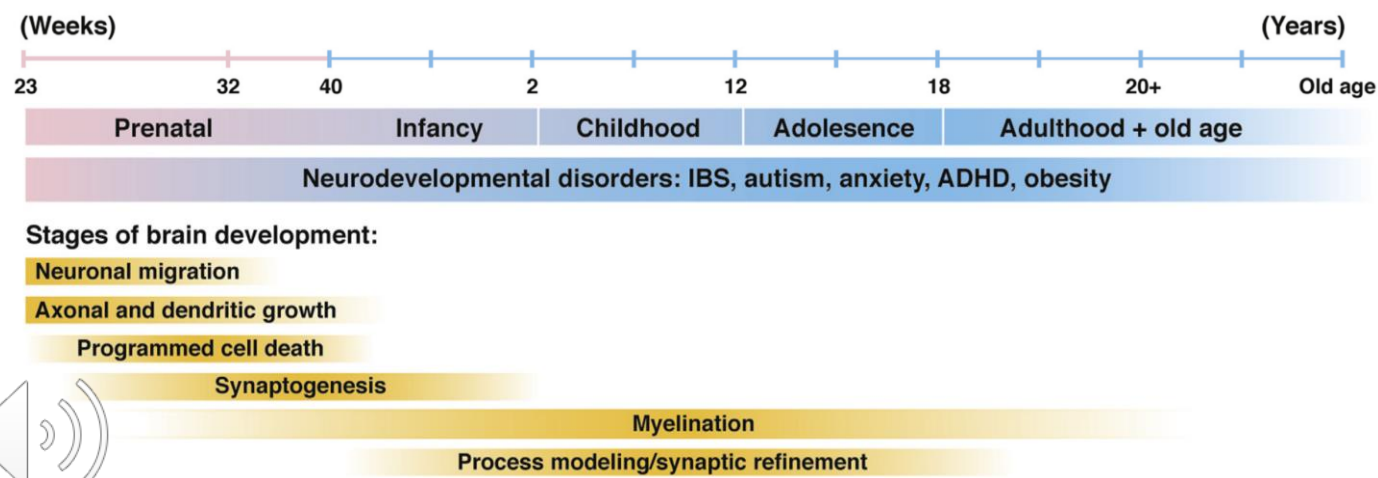 (Weeks) (Years)
23 32 40 2 12 18 20+ Old age
Prenatal Infancy Childhood Adolesence Adulthood + old age
Neurodevelopmental disorders: IBS, autism, anxiety, ADHD, obesity
Stages of brain development:
Neuronal migration
Axonal and dendritic growth
Programmed cell death
Synaptogenesis
Myelination
Process modeling/synaptic refinement